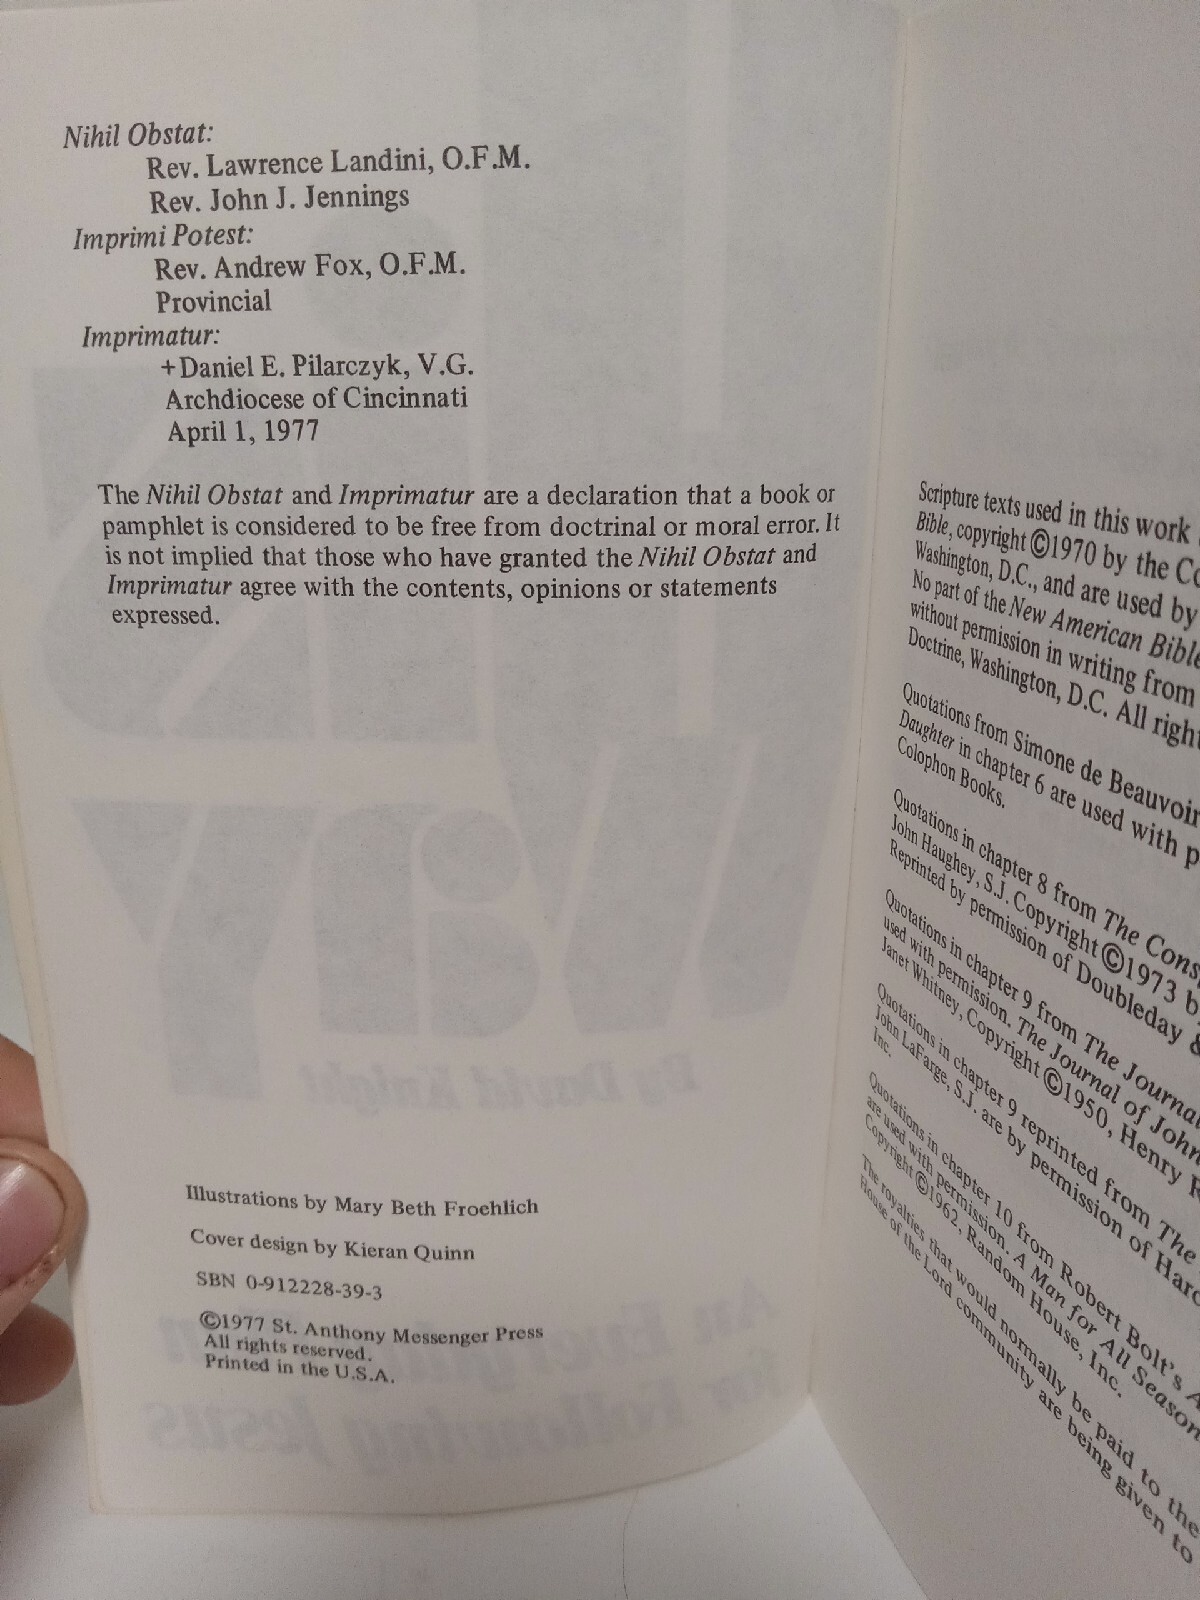 Nihil Obstat:
Rev. Lawrence Landini, O.F.M.
Rev. John J. Jennings
Imprimi Potest:
Rev. Andrew Fox, O.F.M.
Provincial
Imprimatur:
+Daniel E. Pilarczyk, V.G.
Archdiocese of Cincinnati
April 1, 1977
The Nihil Obstat and Imprimatur are a declaration that a book or
pamphlet is considered to be free from doctrinal or moral error. It
is not implied that those who have granted the Nihil Obstat and
Imprimatur agree with the contents, opinions or statements
expressed.
By David Knight
Illustrations by Mary Beth Froehlich
Cover design by Kieran Quinn
SBN 0-912228-39-3
©1977 St. Anthony Messenger Press
All rights reserved.
Printed in the U.S.A.
Scripture texts used in this work
Bible, copyright ©1970 by the
Washington, D.C., and are used by
No part of the New American Bible
without permission in writing from
Doctrine, Washington, D.C. All
Quotations from Simone de Beauvoir
Daughter in chapter 6 are used with
Colophon Books.
Quotations in chapter 8 from The
John Haughey, S.J. Copyright ©1973
Reprinted by permission of Doubleday &
Quotations in chapter 9 from The Journal
used with permission. The Journal of John
Janet Whitney, Copyright ©1950, Henry
Quotations in chapter 9 reprinted from The
John LaFarge, S.J. are by permission of
Inc.
Quotations in chapter 10 from Robert Bolt's A
are used with permission. A Man for All Season
Copyright ©1962, Random House, Inc.
The royalties that would normally be paid to the
House of the Lord community are being given to